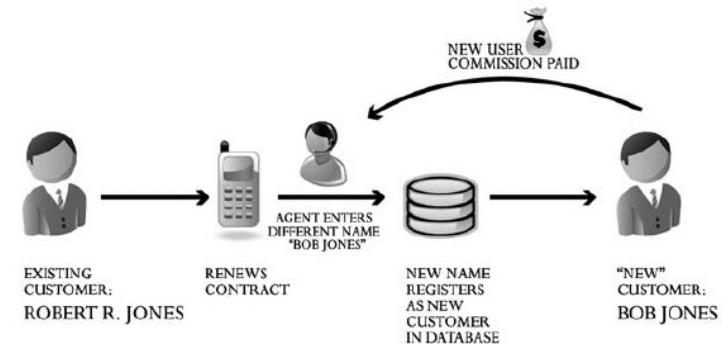 $
NEW USER
COMMISSION PAID
AGENT ENTERS
DIFFERENT NAME
"BOB JONES"
EXISTING
CUSTOMER;
ROBERT R. JONES
RENEWS
CONTRACT
NEW NAME
REGISTERS
AS NEW
CUSTOMER
IN DATABASE
"NEW"
CUSTOMER;
BOB JONES